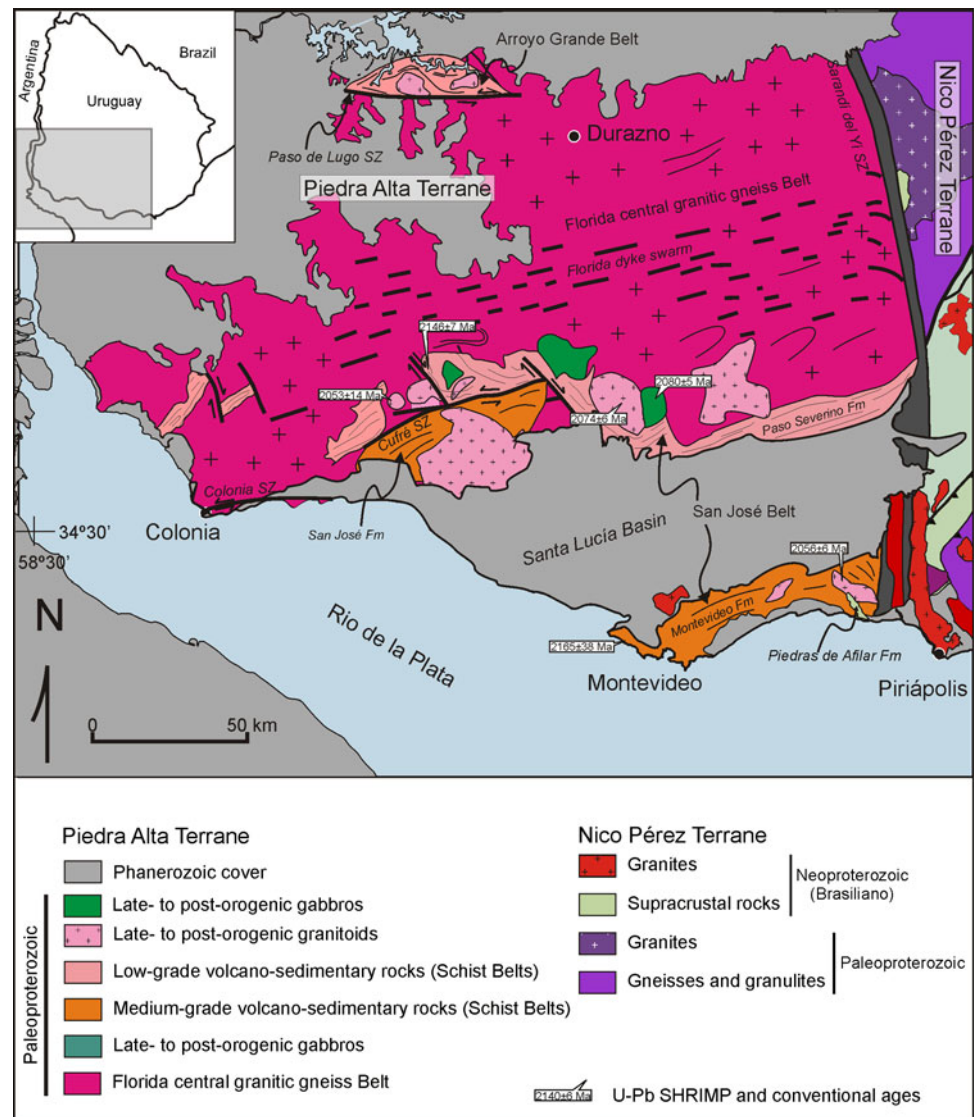 Argentina
Brazil
Uruguay
Arroyo Grande Belt
Sarandí del Yí SZ
Nico Pérez Terrane
Durazno
Paso de Lugo SZ
Piedra Alta Terrane
Florida central granitic gneiss Belt
Florida dyke swarm
2146±7 Ma
2053±14 Ma
2080±5 Ma
2074±6 Ma
Paso Severino Fm
Cufré SZ
Colonia SZ
Colonia
San José Fm
34º30'
58º30'
San José Belt
Santa Lucía Basin
2056±6 Ma
N
Rio de la Plata
Montevideo Fm
2165±38 Ma
Piedras de Afilar Fm
Montevideo
Piriápolis
0 50 km
Piedra Alta Terrane
Phanerozoic cover
Paleoproterozoic
Late- to post-orogenic gabbros
Late- to post-orogenic granitoids
Low-grade volcano-sedimentary rocks (Schist Belts)
Medium-grade volcano-sedimentary rocks (Schist Belts)
Late- to post-orogenic gabbros
Florida central granitic gneiss Belt
Nico Pérez Terrane
Granites
Supracrustal rocks
Neoproterozoic
(Brasiliano)
Granites
Gneisses and granulites
Paleoproterozoic
2140±6 Ma
U-Pb SHRIMP and conventional ages